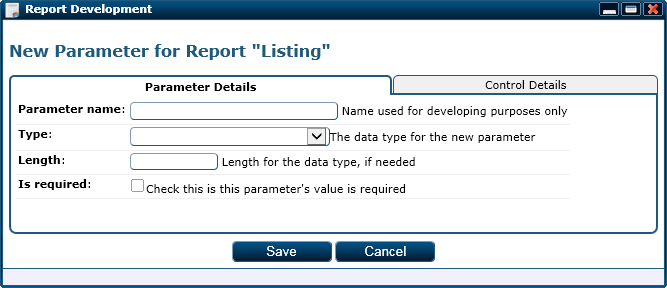 Report Development
New Parameter for Report "Listing"
Parameter Details
Control Details
Parameter name: Name used for developing purposes only
Type: The data type for the new parameter
Length: Length for the data type, if needed
Is required: Check this is this parameter's value is required
Save Cancel